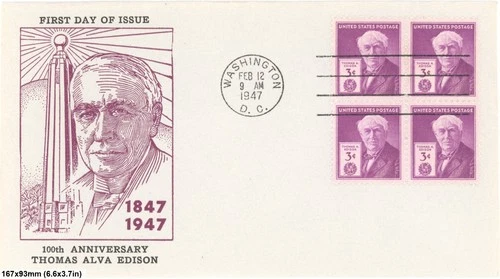 FIRST DAY OF ISSUE
1847
1947
100th ANNIVERSARY
THOMAS ALVA EDISON
WASHINGTON
FEB 12
9 AM
1947
D. C.
UNITED STATES POSTAGE
THOMAS A.
EDISON
3¢
UNITED STATES POSTAGE
THOMAS A.
EDISON
3¢
UNITED STATES POSTAGE
THOMAS A.
EDISON
3¢
UNITED STATES POSTAGE
THOMAS A.
EDISON
3¢
167x93mm (6.6x3.7in)